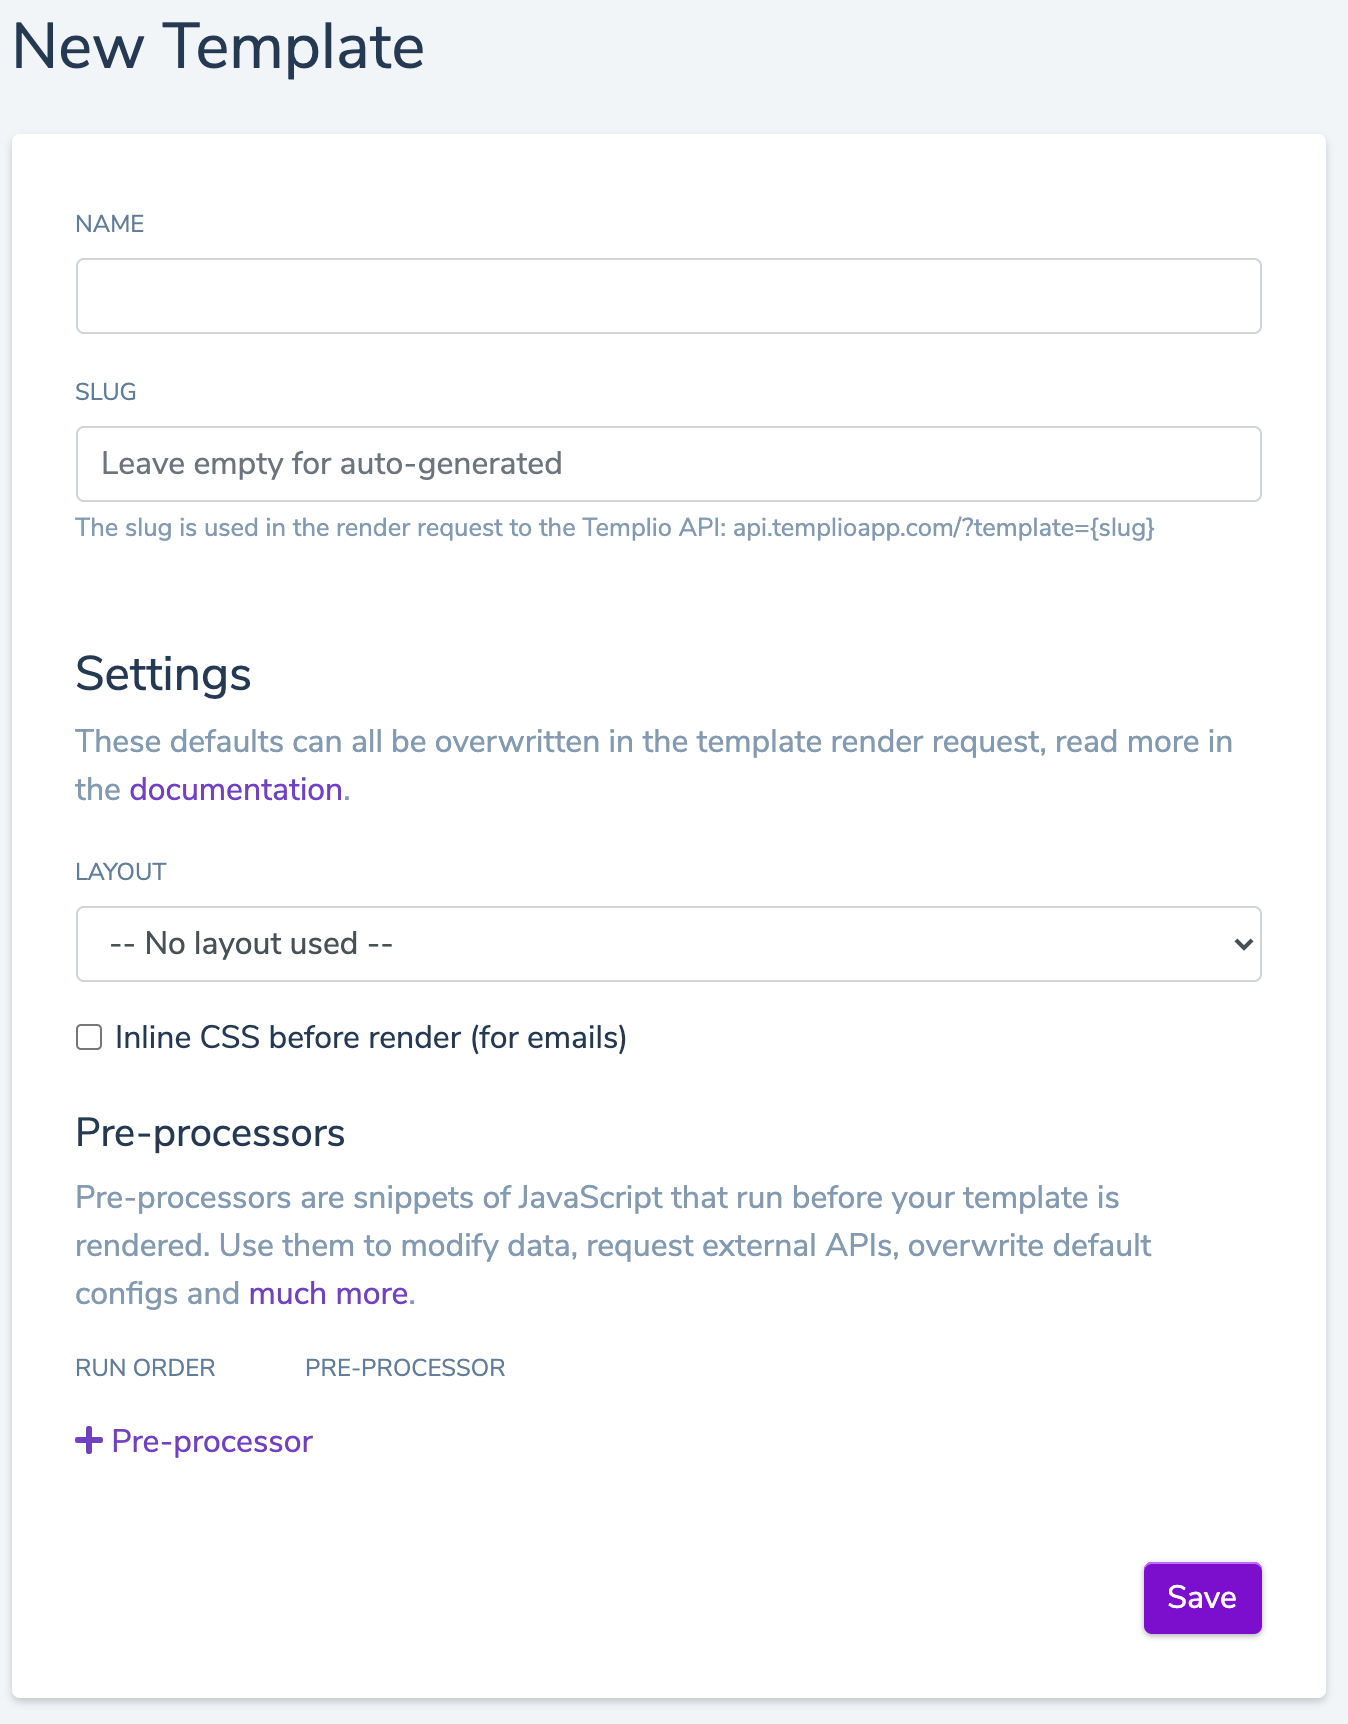 New Template
NAME
SLUG
Leave empty for auto-generated
The slug is used in the render request to the Templio API: api.templioapp.com/?template={slug}
Settings
These defaults can all be overwritten in the template render request, read more in
the documentation.
LAYOUT
-- No layout used --
Inline CSS before render (for emails)
Pre-processors
Pre-processors are snippets of JavaScript that run before your template is
rendered. Use them to modify data, request external APIs, overwrite default
configs and much more.
RUN ORDER PRE-PROCESSOR
+ Pre-processor
Save